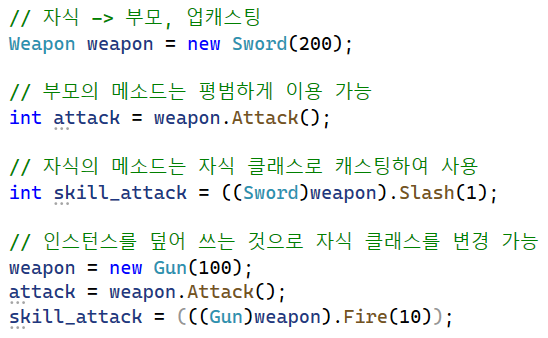 // 자식 -> 부모, 업캐스팅
Weapon weapon = new Sword(200);
// 부모의 메소드는 평범하게 이용 가능
int attack = weapon.Attack();
// 자식의 메소드는 자식 클래스로 캐스팅하여 사용
int skill_attack = ((Sword)weapon).Slash(1);
// 인스턴스를 덮어 쓰는 것으로 자식 클래스를 변경 가능
weapon = new Gun(100);
attack = weapon.Attack();
skill_attack = (((Gun)weapon).Fire(10));